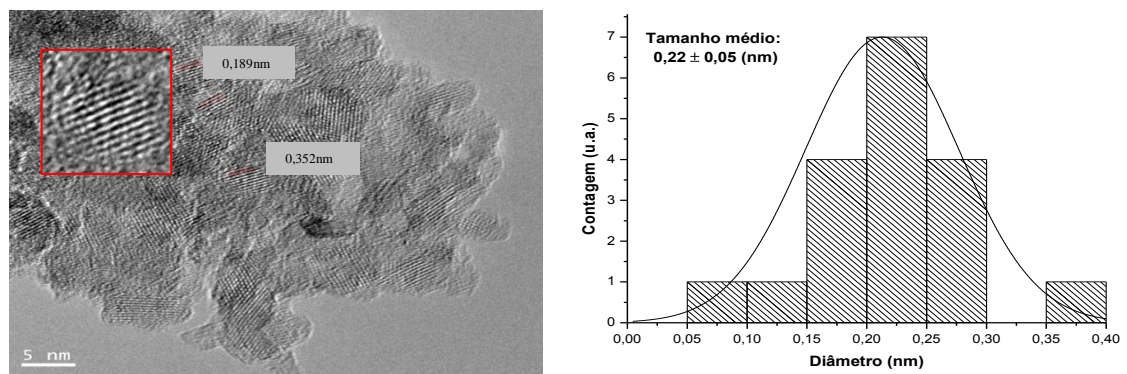 0,189nm
0,352nm
5 nm
Tamanho médio:
0,22 ± 0,05 (nm)
Contagem (u.a.)
7
6
5
4
3
2
1
0
0,00 0,05 0,10 0,15 0,20 0,25 0,30 0,35 0,40
Diâmetro (nm)